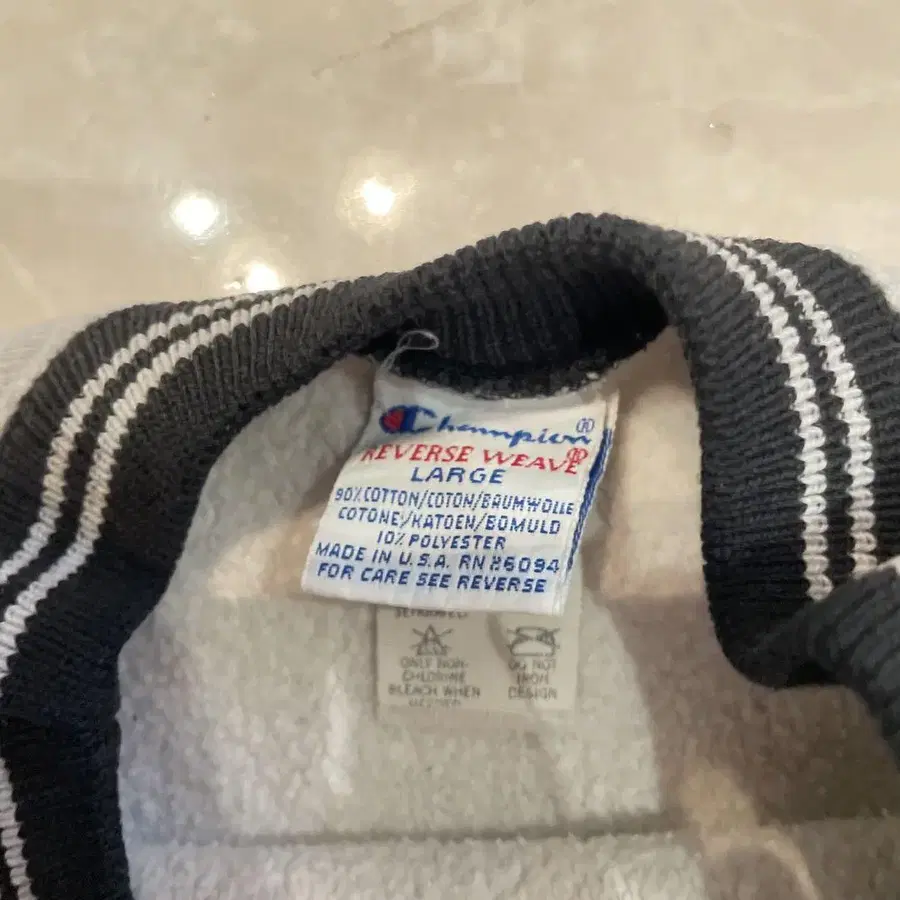 Champion®
REVERSE WEAVE®
LARGE
90% COTTON/COTON/BAUMWOLLE
COTONE/KATOEN/BOMULD
10% POLYESTER
MADE IN U.S.A. RN 26094
FOR CARE SEE REVERSE
ONLY NON-
CHLORINE
BLEACH WHEN
DO NOT
IRON
DESIGN